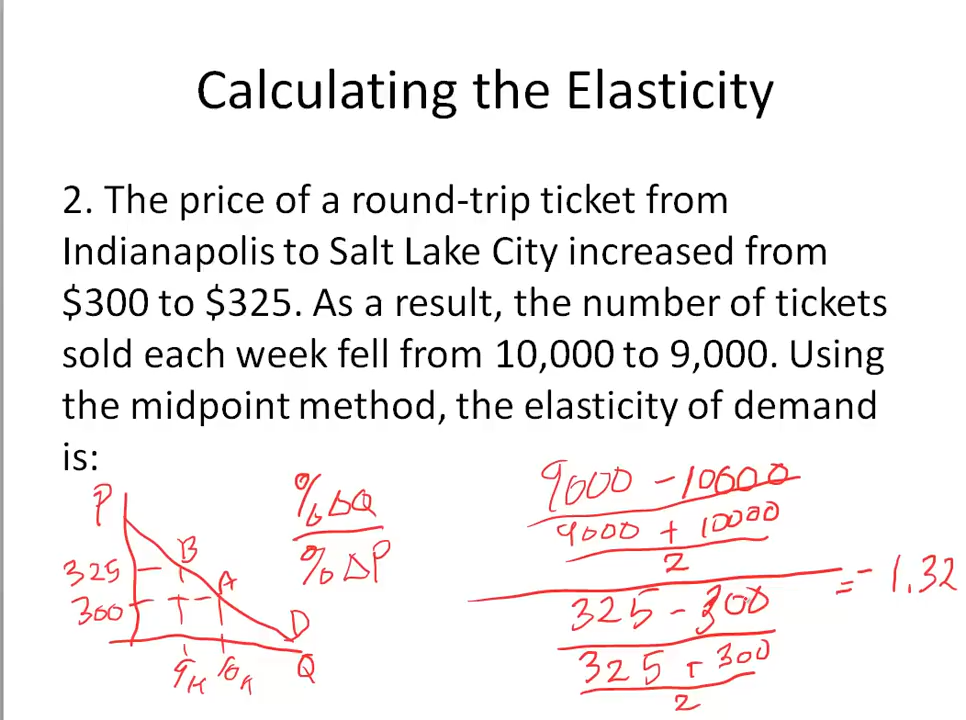 Calculating the Elasticity
2. The price of a round-trip ticket from
Indianapolis to Salt Lake City increased from
$300 to $325. As a result, the number of tickets
sold each week fell from 10,000 to 9,000. Using
the midpoint method, the elasticity of demand
is:
P
325
300
B
A
D
9K
10K
Q
%ΔQ
%ΔP
9000 - 10000
9000 + 10000
2
325 - 300
325 + 300
2
= -1.32